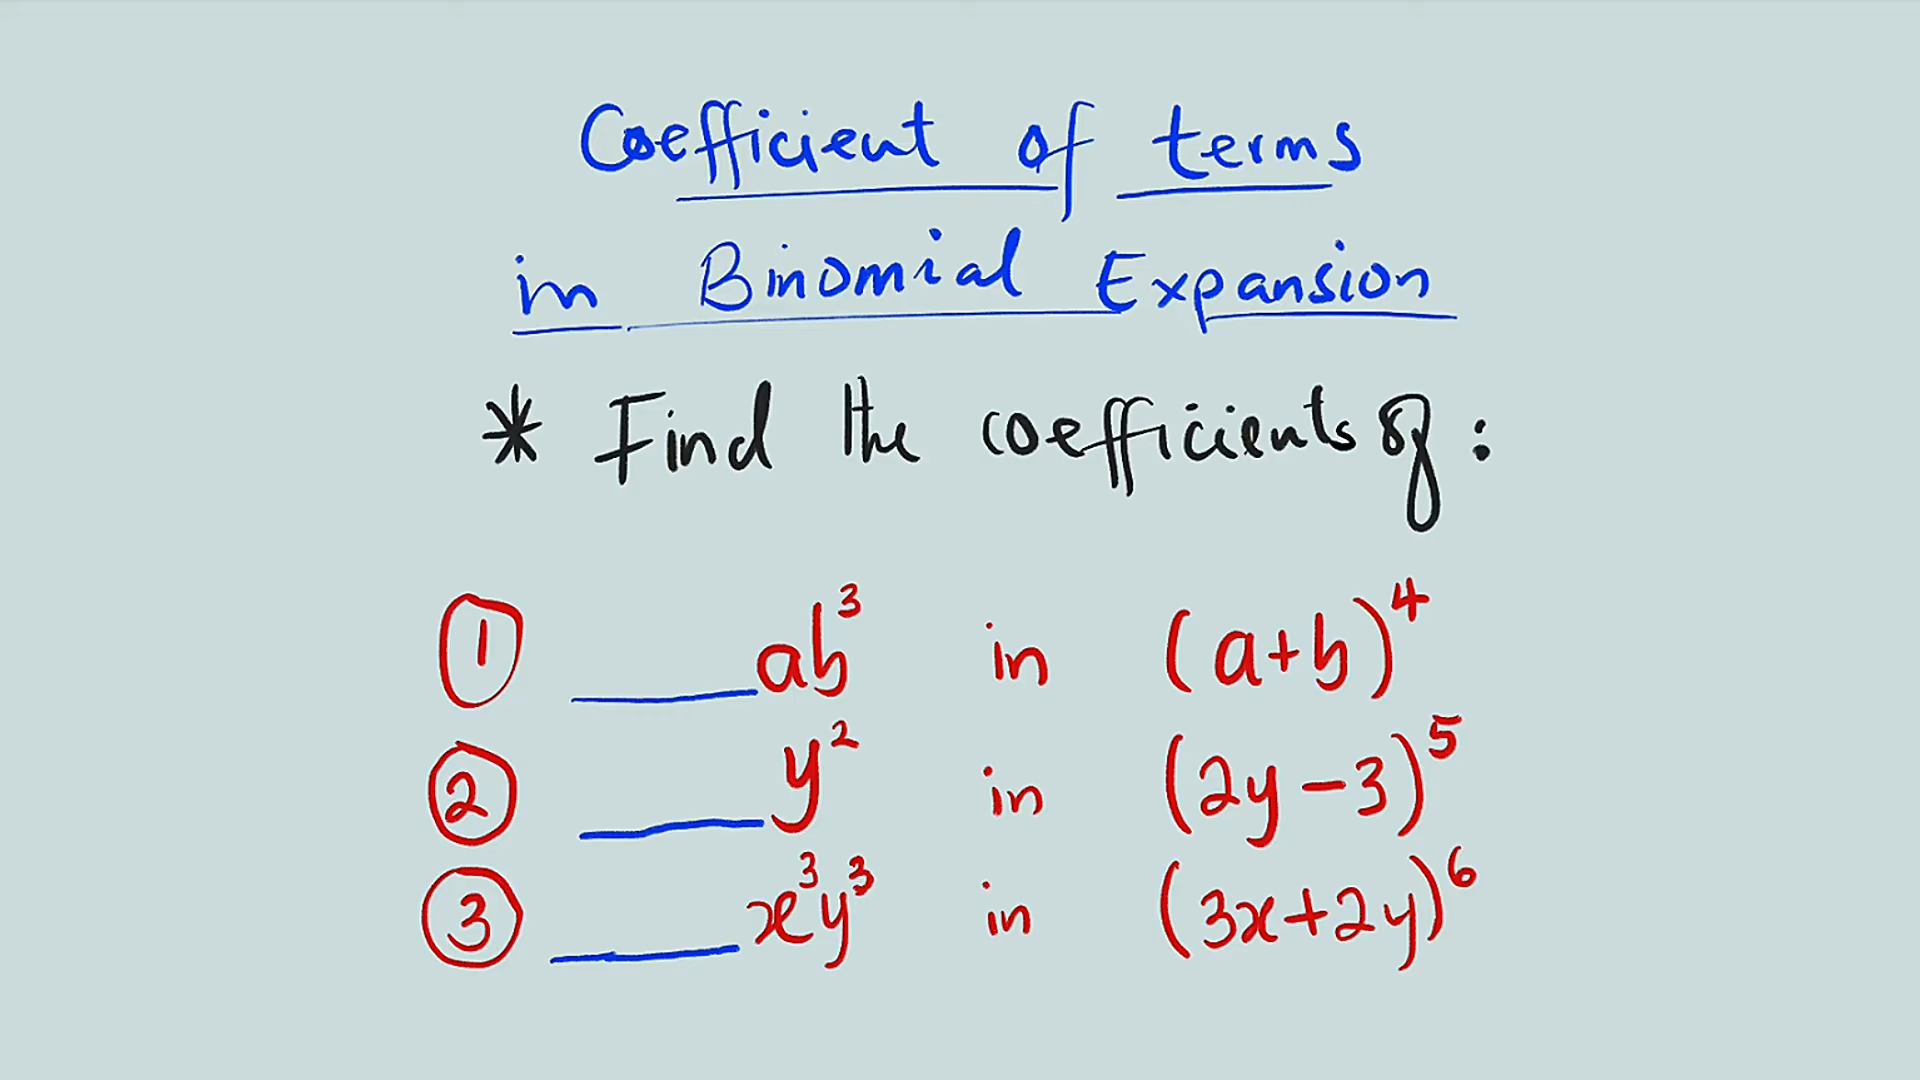 Coefficient of terms
in Binomial Expansion
* Find the coefficients of :
① ____ab³ in (a+b)⁴
② ____y² in (2y-3)⁵
③ ____x³y³ in (3x+2y)⁶